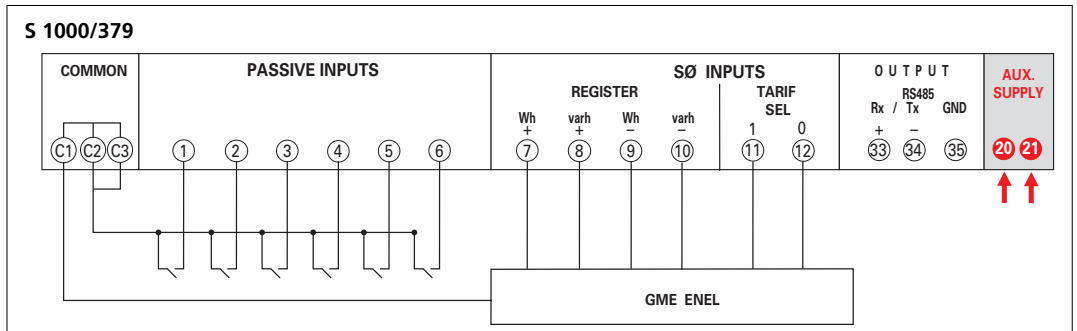 S 1000/379
COMMON
PASSIVE INPUTS
SØ INPUTS
OUTPUT
AUX.
SUPPLY
REGISTER
TARIF
SEL
RS485
Rx / Tx GND
Wh varh Wh varh
+ + − − 1 0 + −
C1 C2 C3 1 2 3 4 5 6 7 8 9 10 11 12 33 34 35 20 21
GME ENEL